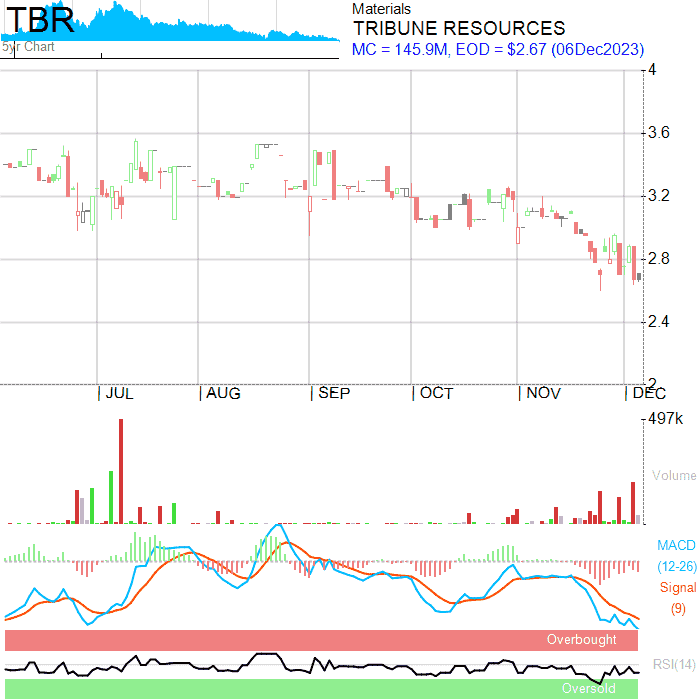 TBR
5yr Chart
Materials
TRIBUNE RESOURCES
MC = 145.9M, EOD = $2.67 (06Dec2023)
4
3.6
3.2
2.8
2.4
2
JUL AUG SEP OCT NOV DEC
497k
Volume
MACD
(12-26)
Signal
(9)
Overbought
RSI(14)
Oversold